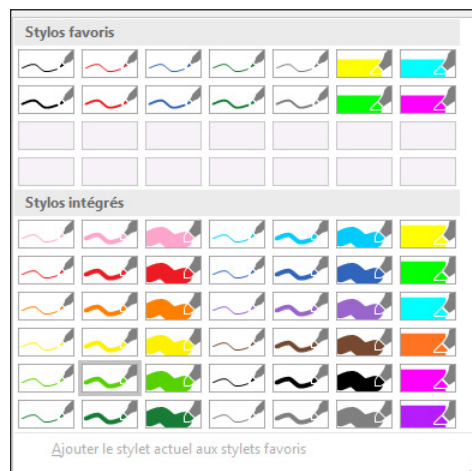 Stylos favoris
Stylos intégrés
Ajouter le stylet actuel aux stylets favoris